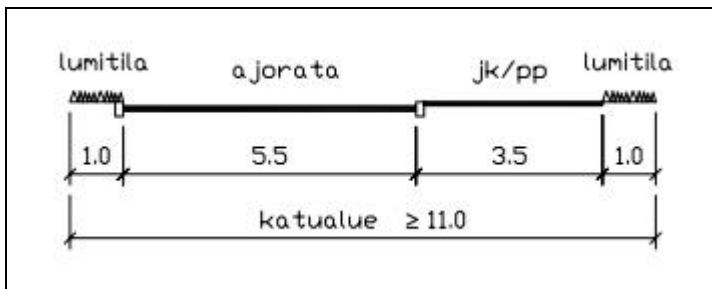 lumitila ajorata jk/pp lumitila
1.0 5.5 3.5 1.0
katualue ≥ 11.0